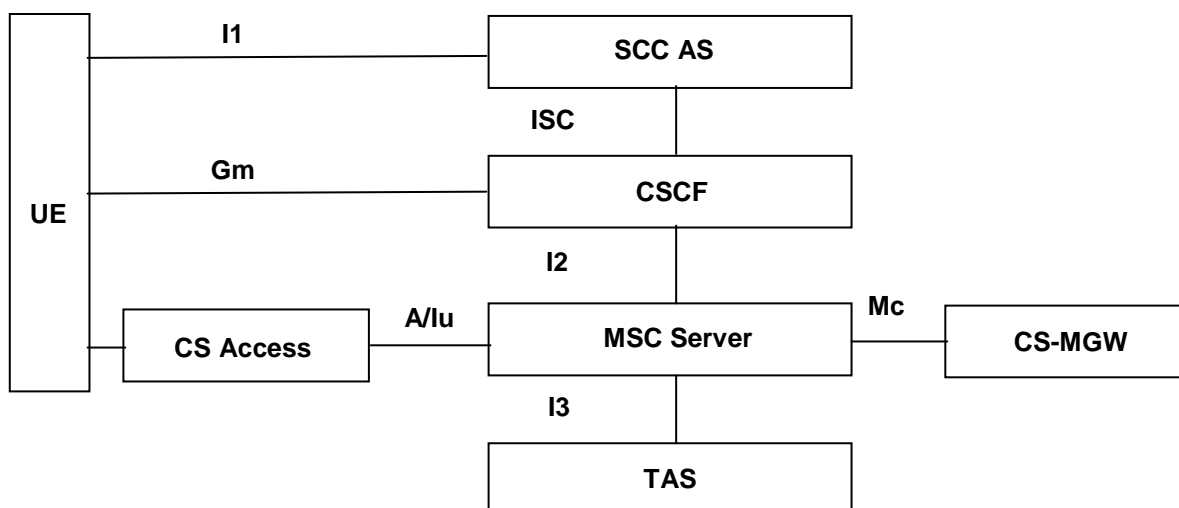 I1
SCC AS
ISC
Gm
CSCF
UE
I2
A/Iu
Mc
CS Access
MSC Server
CS-MGW
I3
TAS